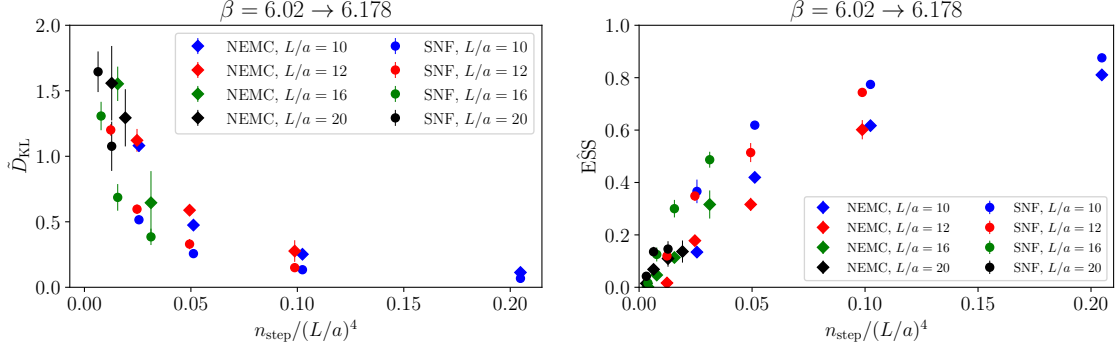 β = 6.02 → 6.178
2.0
1.5
1.0
0.5
0.0
D̃_KL
NEMC, L/a = 10
NEMC, L/a = 12
NEMC, L/a = 16
NEMC, L/a = 20
SNF, L/a = 10
SNF, L/a = 12
SNF, L/a = 16
SNF, L/a = 20
0.00 0.05 0.10 0.15 0.20
n_step/(L/a)^4
β = 6.02 → 6.178
1.0
0.8
0.6
0.4
0.2
0.0
ÊSS
NEMC, L/a = 10
NEMC, L/a = 12
NEMC, L/a = 16
NEMC, L/a = 20
SNF, L/a = 10
SNF, L/a = 12
SNF, L/a = 16
SNF, L/a = 20
0.00 0.05 0.10 0.15 0.20
n_step/(L/a)^4